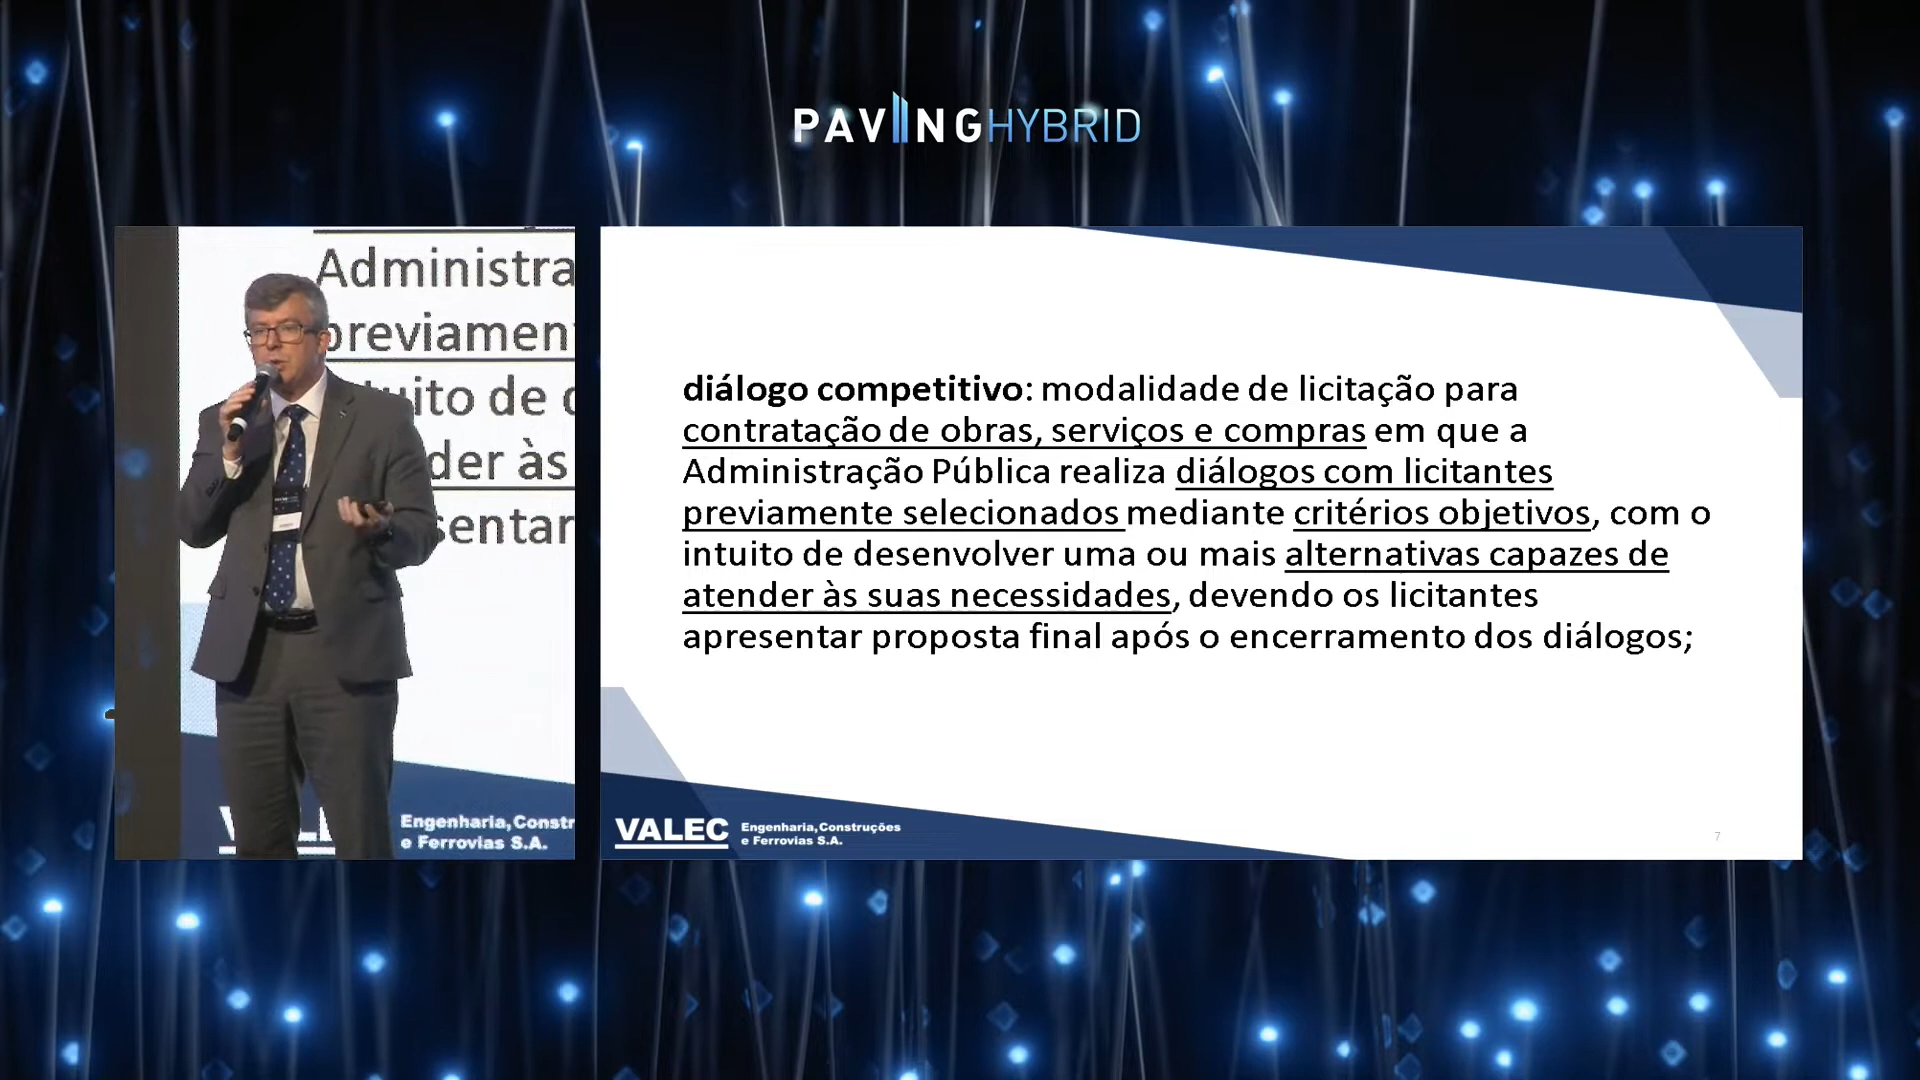 PAVINGHYBRID
Administra
previamen
tuito de
der às
sentar
VALE
Engenharia, Constr
e Ferrovias S.A.
diálogo competitivo: modalidade de licitação para
contratação de obras, serviços e compras em que a
Administração Pública realiza diálogos com licitantes
previamente selecionados mediante critérios objetivos, com o
intuito de desenvolver uma ou mais alternativas capazes de
atender às suas necessidades, devendo os licitantes
apresentar proposta final após o encerramento dos diálogos;
VALEC
Engenharia, Construções
e Ferrovias S.A.
7